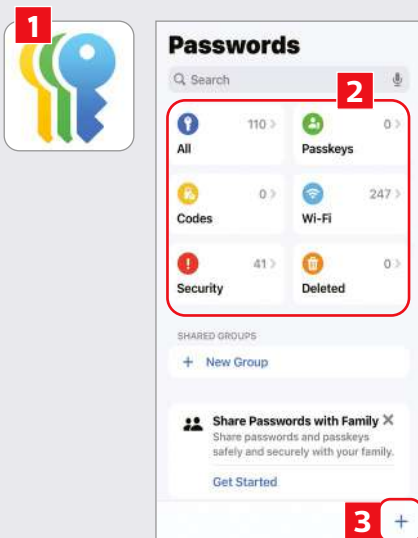 1
Passwords
Search
2
110 >
0 >
All
Passkeys
0 >
247 >
Codes
Wi-Fi
41 >
0 >
Security
Deleted
SHARED GROUPS
+ New Group
Share Passwords with Family ×
Share passwords and passkeys
safely and securely with your family.
Get Started
3 +